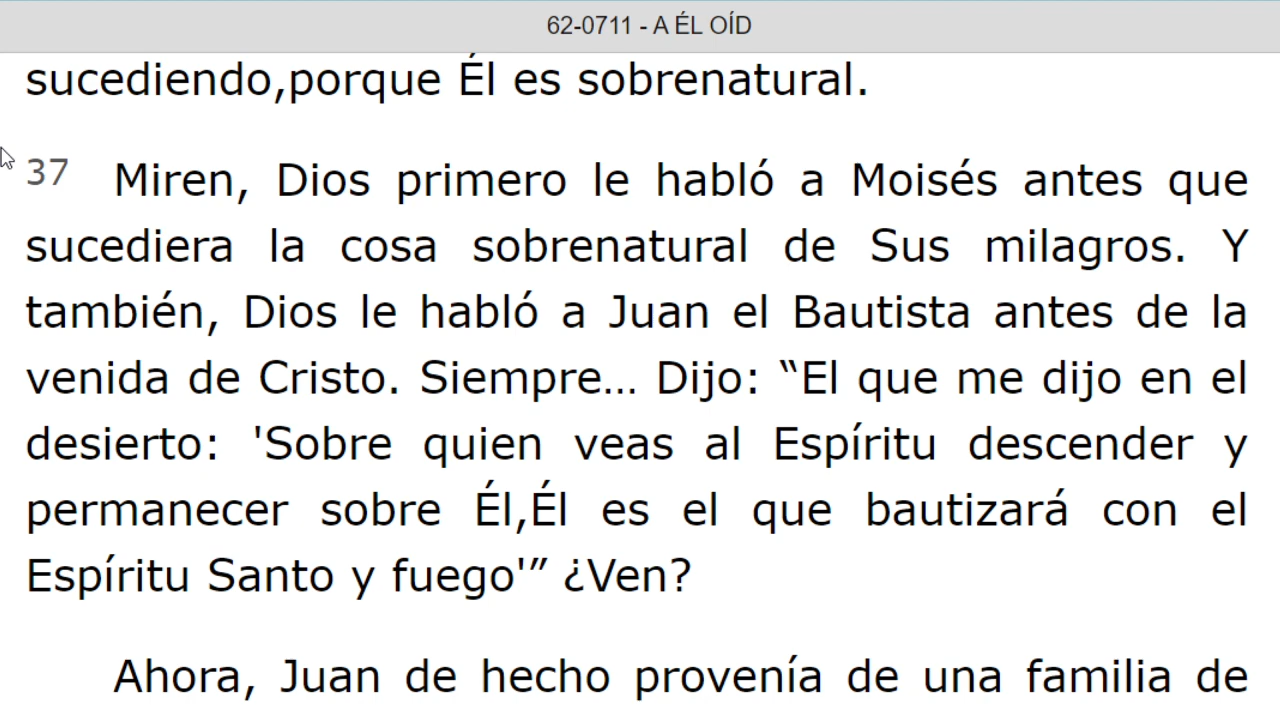 62-0711 - A ÉL OÍD
sucediendo,porque Él es sobrenatural.
37 Miren, Dios primero le habló a Moisés antes que
sucediera la cosa sobrenatural de Sus milagros. Y
también, Dios le habló a Juan el Bautista antes de la
venida de Cristo. Siempre... Dijo: “El que me dijo en el
desierto: 'Sobre quien veas al Espíritu descender y
permanecer sobre Él,Él es el que bautizará con el
Espíritu Santo y fuego'” ¿Ven?
Ahora, Juan de hecho provenía de una familia de